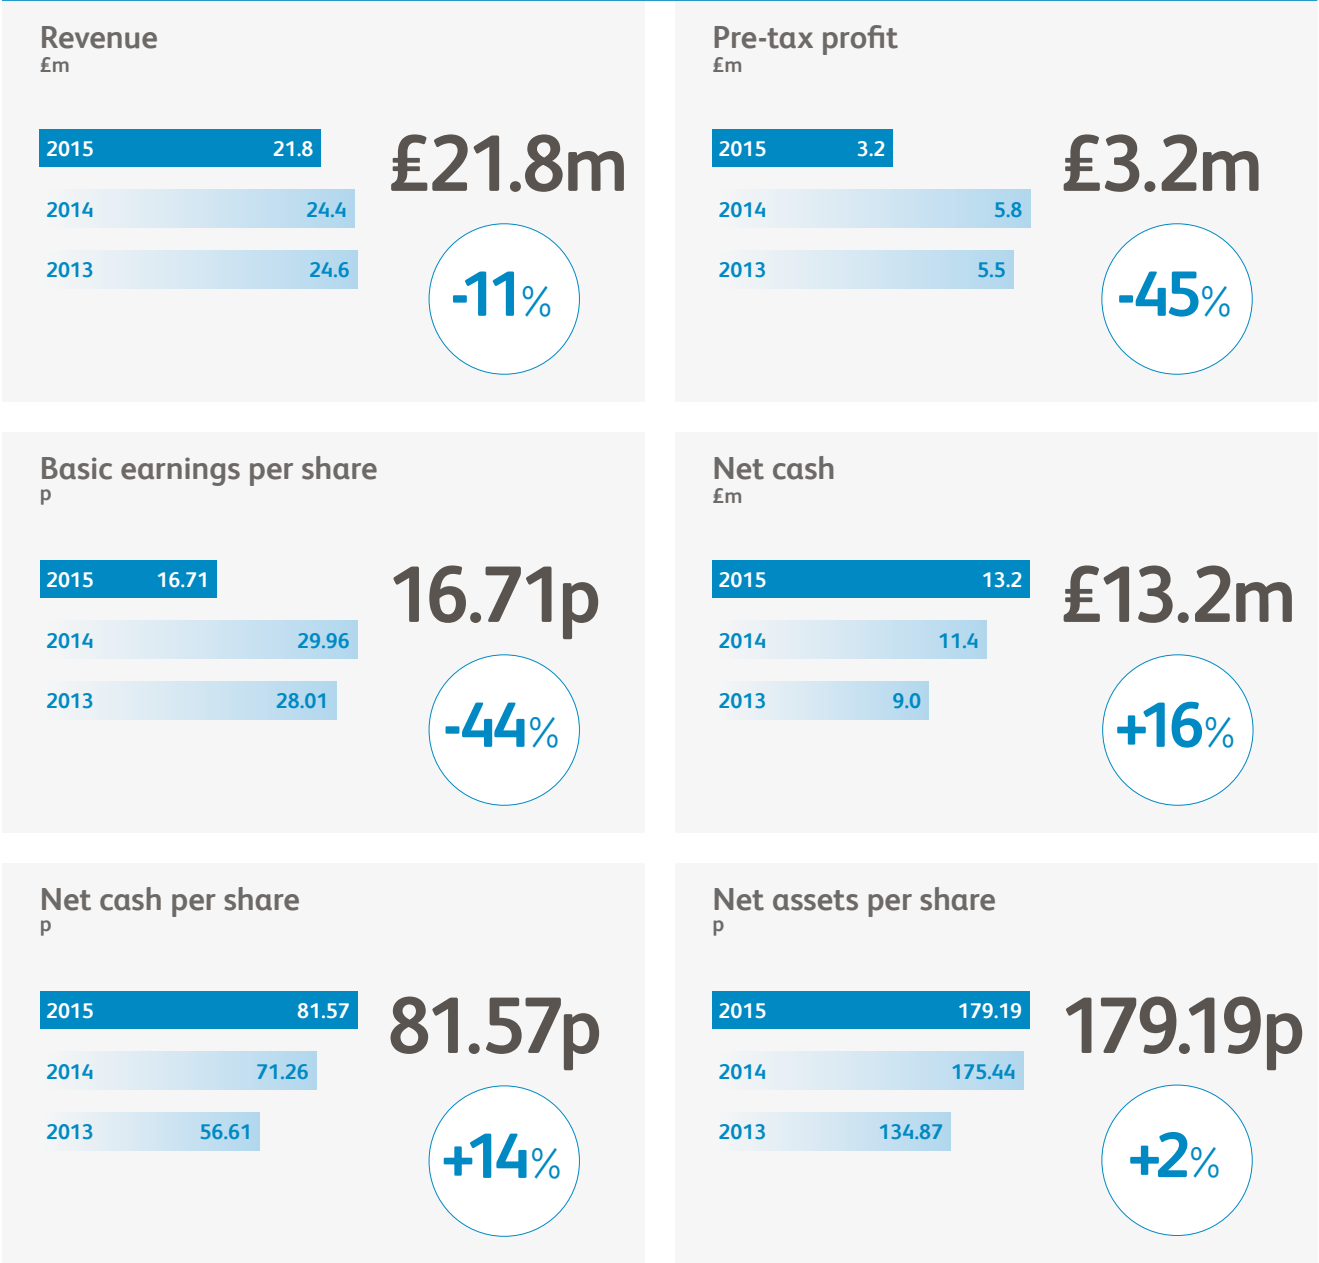 Revenue
£m
2015 21.8
2014 24.4
2013 24.6
£21.8m
-11%
Pre-tax profit
£m
2015 3.2
2014 5.8
2013 5.5
£3.2m
-45%
Basic earnings per share
p
2015 16.71
2014 29.96
2013 28.01
16.71p
-44%
Net cash
£m
2015 13.2
2014 11.4
2013 9.0
£13.2m
+16%
Net cash per share
p
2015 81.57
2014 71.26
2013 56.61
81.57p
+14%
Net assets per share
p
2015 179.19
2014 175.44
2013 134.87
179.19p
+2%